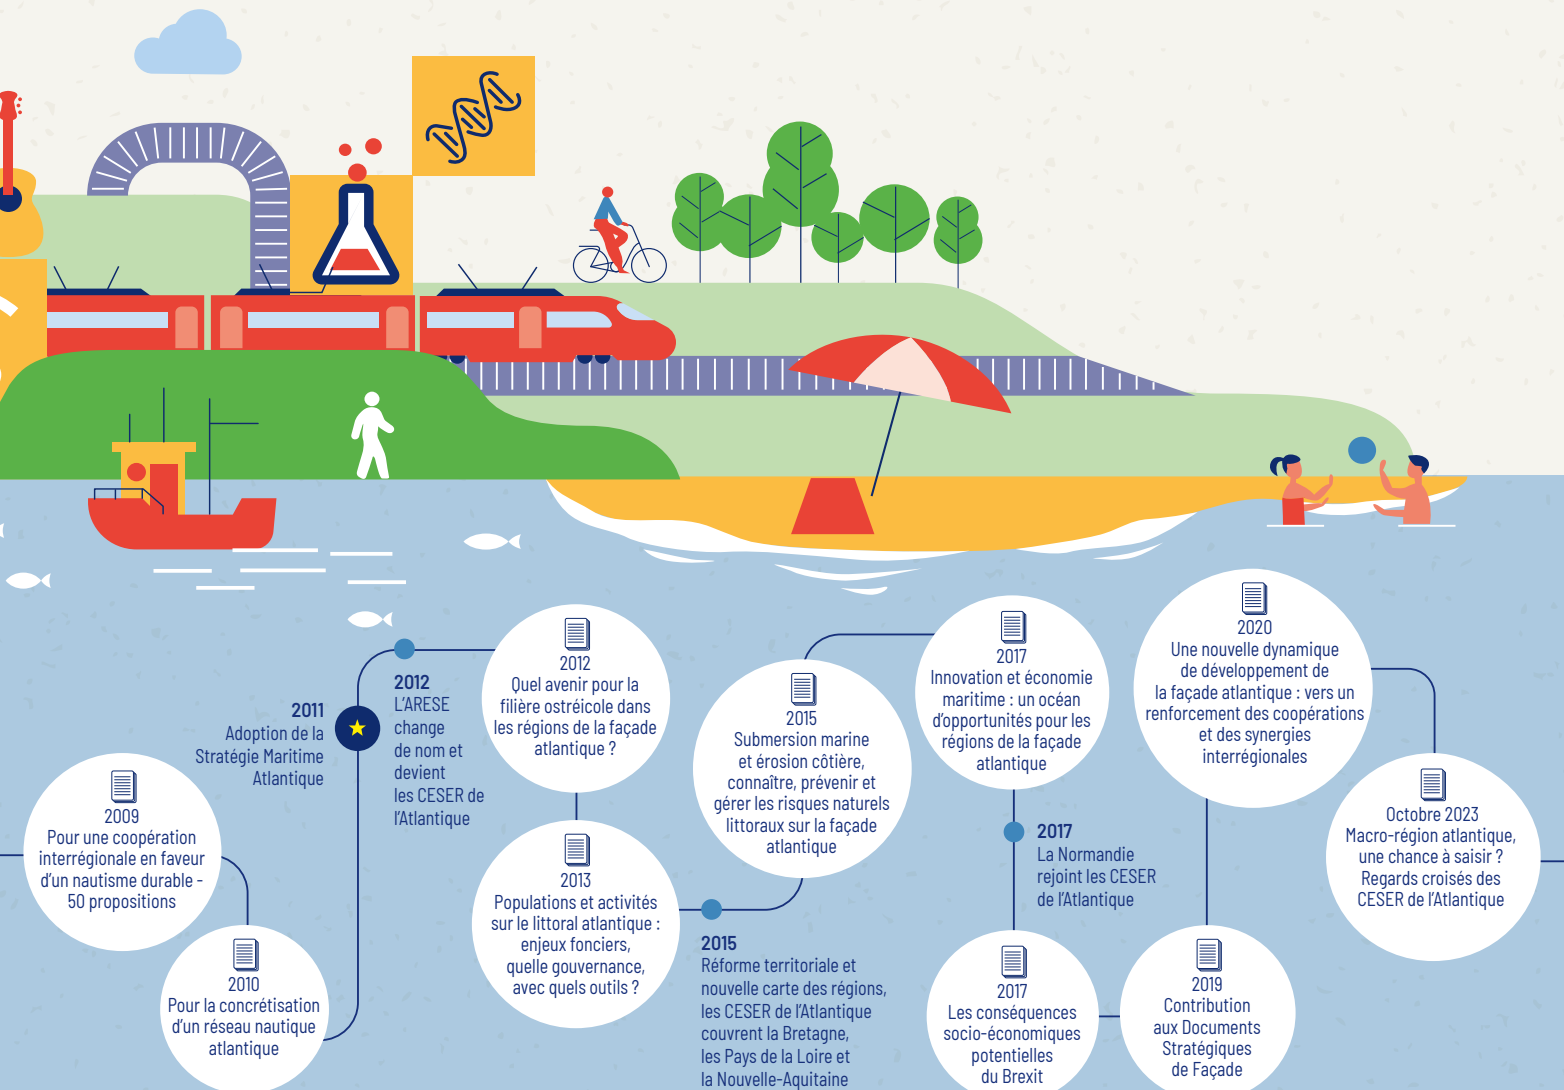 2009
Pour une coopération
interrégionale en faveur
d’un nautisme durable -
50 propositions
2010
Pour la concrétisation
d’un réseau nautique
atlantique
2011
Adoption de la
Stratégie Maritime
Atlantique
2012
L’ARESE
change
de nom et
devient
les CESER de
l’Atlantique
2012
Quel avenir pour la
filière ostréicole dans
les régions de la façade
atlantique ?
2013
Populations et activités
sur le littoral atlantique :
enjeux fonciers,
quelle gouvernance,
avec quels outils ?
2015
Réforme territoriale et
nouvelle carte des régions,
les CESER de l’Atlantique
couvrent la Bretagne,
les Pays de la Loire et
la Nouvelle-Aquitaine
2015
Submersion marine
et érosion côtière,
connaître, prévenir et
gérer les risques naturels
littoraux sur la façade
atlantique
2017
Innovation et économie
maritime : un océan
d’opportunités pour les
régions de la façade
atlantique
2017
La Normandie
rejoint les CESER
de l’Atlantique
2017
Les conséquences
socio-économiques
potentielles
du Brexit
2019
Contribution
aux Documents
Stratégiques
de Façade
2020
Une nouvelle dynamique
de développement de
la façade atlantique : vers un
renforcement des coopérations
et des synergies
interrégionales
Octobre 2023
Macro-région atlantique,
une chance à saisir ?
Regards croisés des
CESER de l’Atlantique